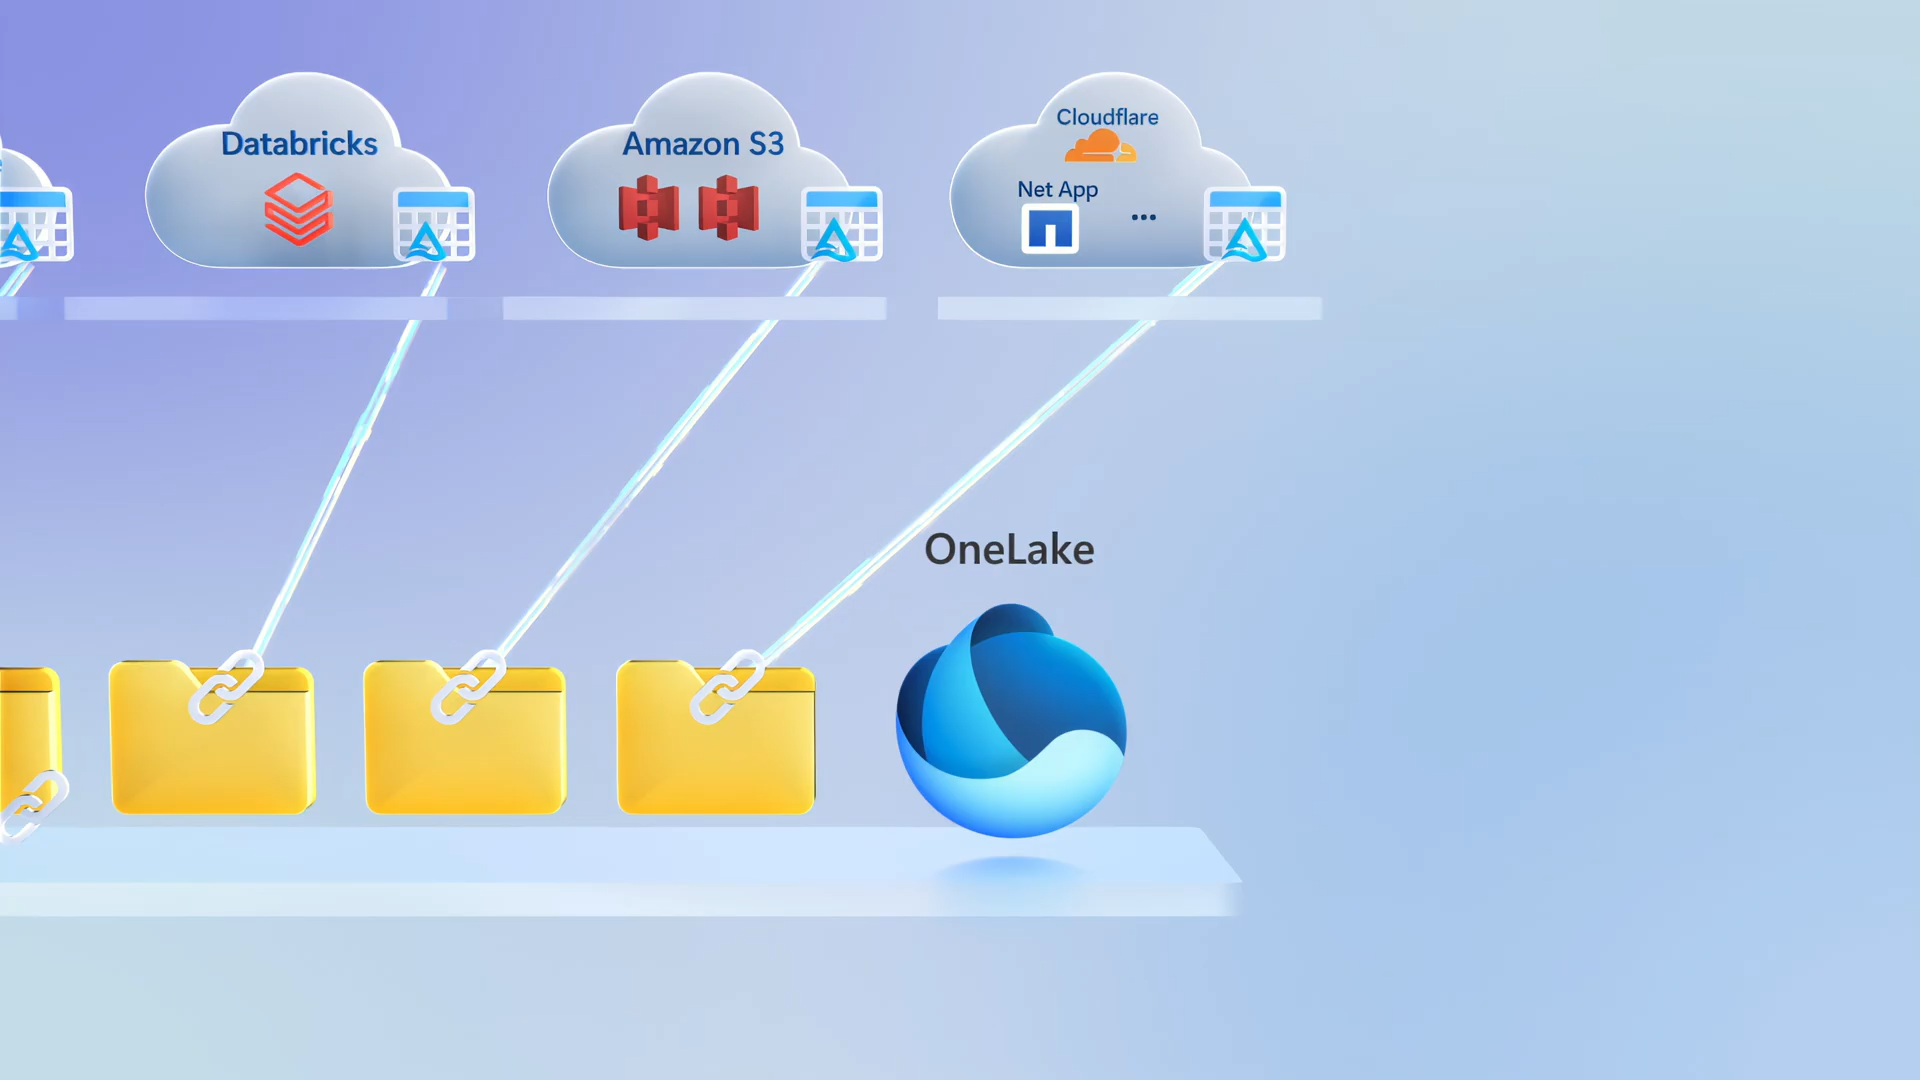 Databricks
Amazon S3
Cloudflare
Net App
...
OneLake